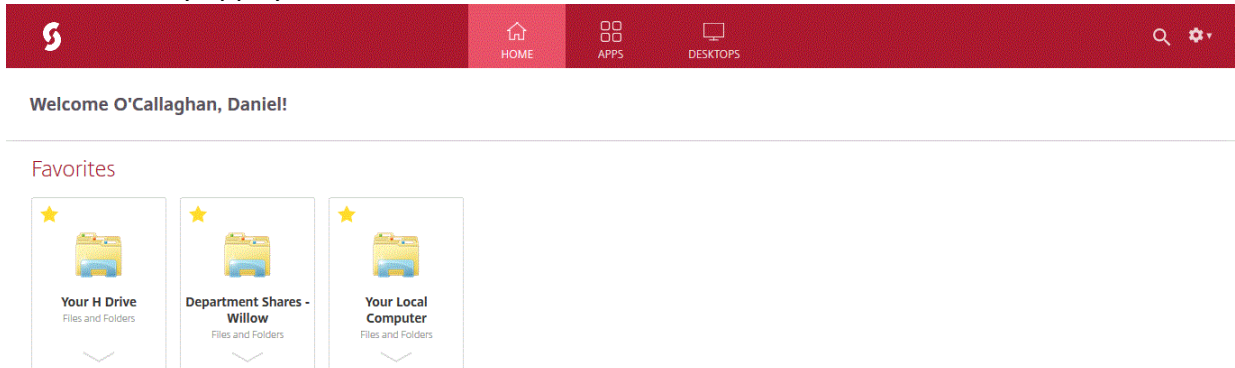 HOME
APPS
DESKTOPS
Welcome O'Callaghan, Daniel!
Favorites
Your H Drive
Files and Folders
Department Shares -
Willow
Files and Folders
Your Local
Computer
Files and Folders